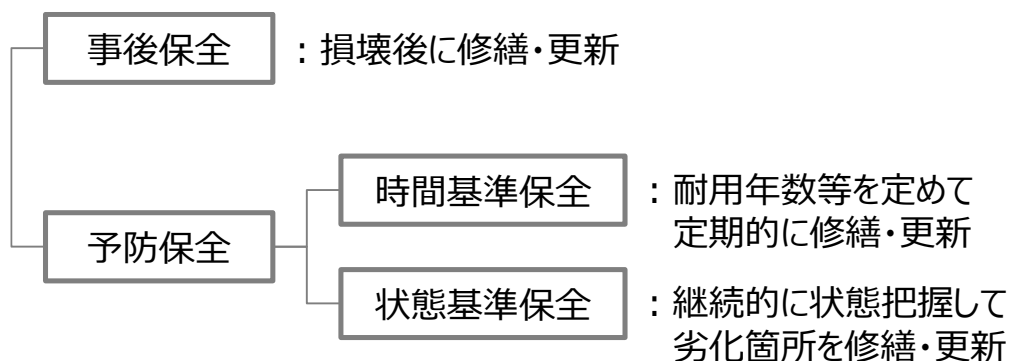 事後保全 ：損壊後に修繕・更新
時間基準保全 ：耐用年数等を定めて
定期的に修繕・更新
予防保全
状態基準保全 ：継続的に状態把握して
劣化箇所を修繕・更新